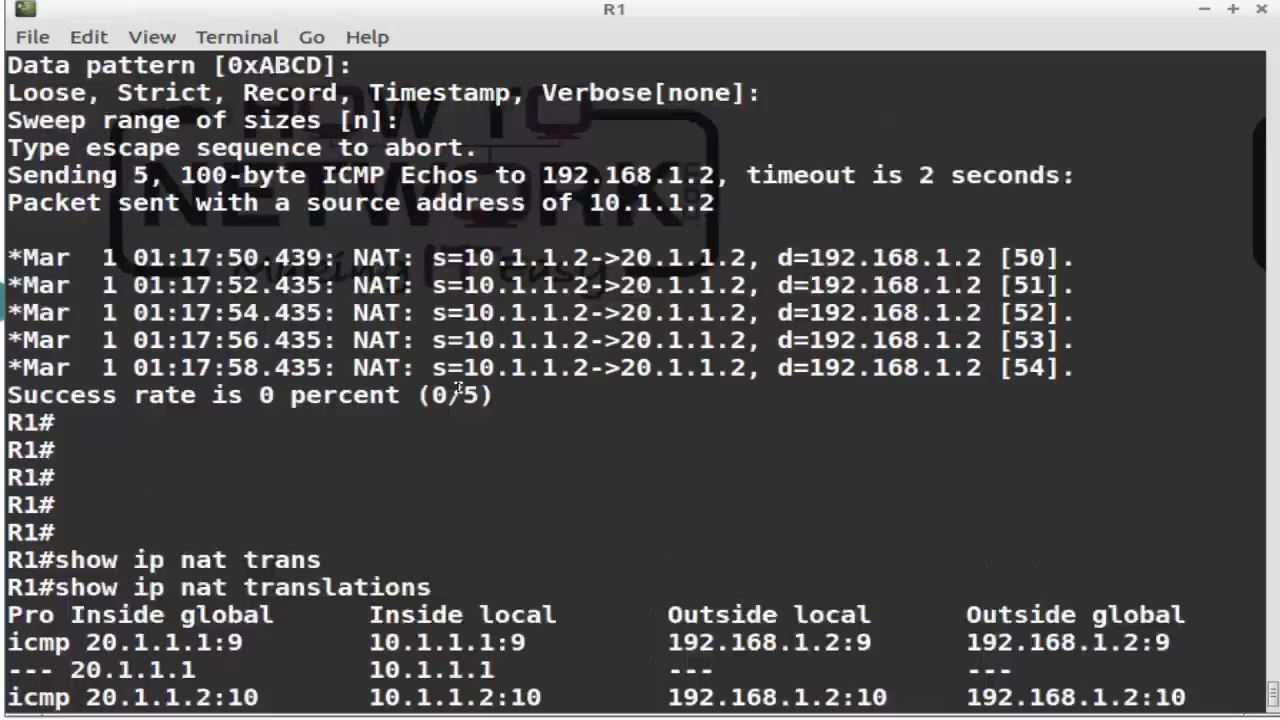 R1
File Edit View Terminal Go Help
Data pattern [0xABCD]:
Loose, Strict, Record, Timestamp, Verbose[none]:
Sweep range of sizes [n]:
Type escape sequence to abort.
Sending 5, 100-byte ICMP Echos to 192.168.1.2, timeout is 2 seconds:
Packet sent with a source address of 10.1.1.2
*Mar  1 01:17:50.439: NAT: s=10.1.1.2->20.1.1.2, d=192.168.1.2 [50].
*Mar  1 01:17:52.435: NAT: s=10.1.1.2->20.1.1.2, d=192.168.1.2 [51].
*Mar  1 01:17:54.435: NAT: s=10.1.1.2->20.1.1.2, d=192.168.1.2 [52].
*Mar  1 01:17:56.435: NAT: s=10.1.1.2->20.1.1.2, d=192.168.1.2 [53].
*Mar  1 01:17:58.435: NAT: s=10.1.1.2->20.1.1.2, d=192.168.1.2 [54].
Success rate is 0 percent (0/5)
R1#
R1#
R1#
R1#
R1#
R1#show ip nat trans
R1#show ip nat translations
Pro Inside global      Inside local       Outside local      Outside global
icmp 20.1.1.1:9        10.1.1.1:9         192.168.1.2:9      192.168.1.2:9
--- 20.1.1.1           10.1.1.1           ---                ---
icmp 20.1.1.2:10       10.1.1.2:10        192.168.1.2:10     192.168.1.2:10
HOW TO
NETWORK
Making IT Easy